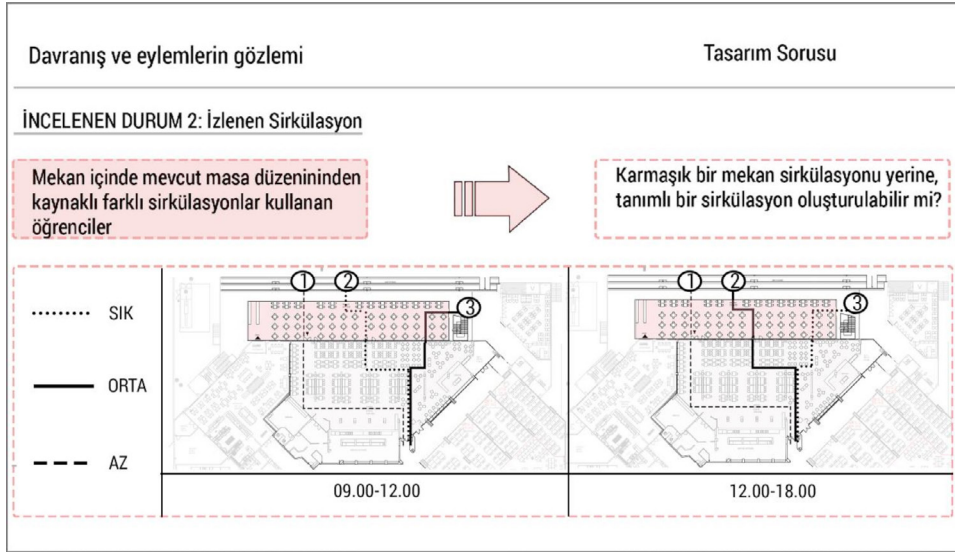 Davranış ve eylemlerin gözlemi
Tasarım Sorusu
İNCELENEN DURUM 2: İzlenen Sirkülasyon
Mekan içinde mevcut masa düzenininden
kaynaklı farklı sirkülasyonlar kullanan
öğrenciler
Karmaşık bir mekan sirkülasyonu yerine,
tanımlı bir sirkülasyon oluşturulabilir mi?
SIK
ORTA
AZ
1
2
3
1
2
3
09.00-12.00
12.00-18.00